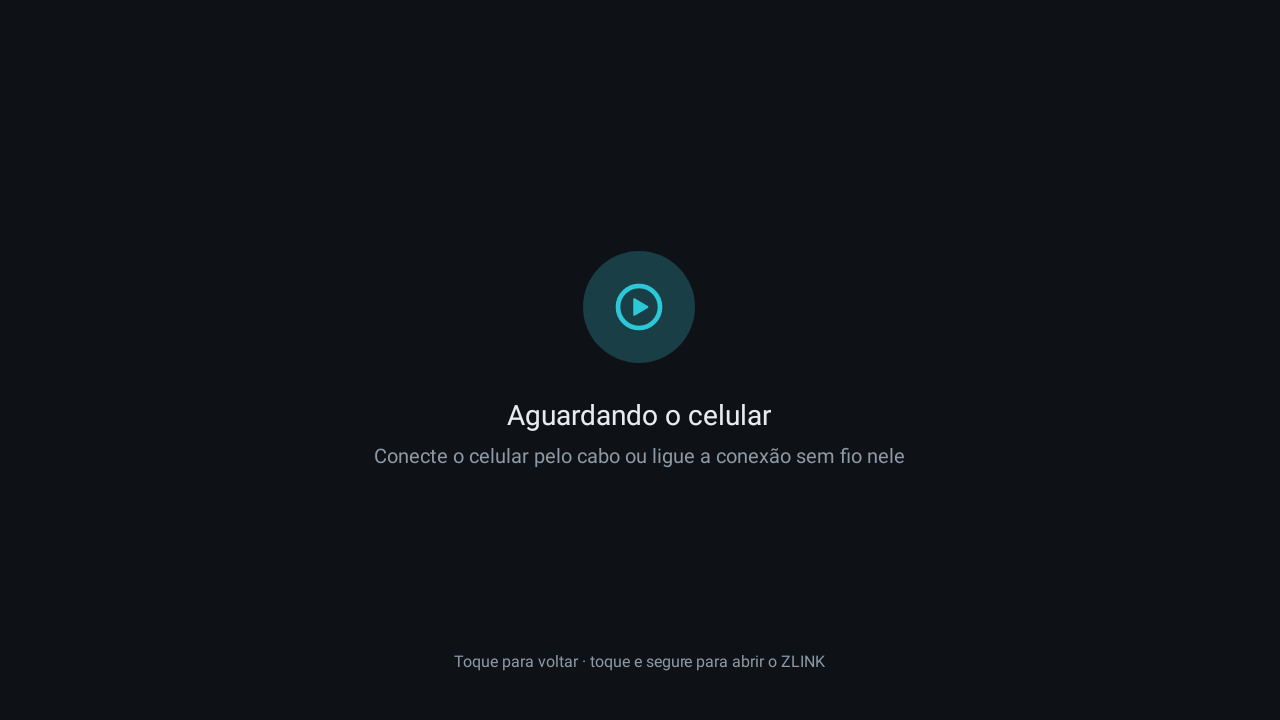 Aguardando o celular
Conecte o celular pelo cabo ou ligue a conexão sem fio nele
Toque para voltar · toque e segure para abrir o ZLINK